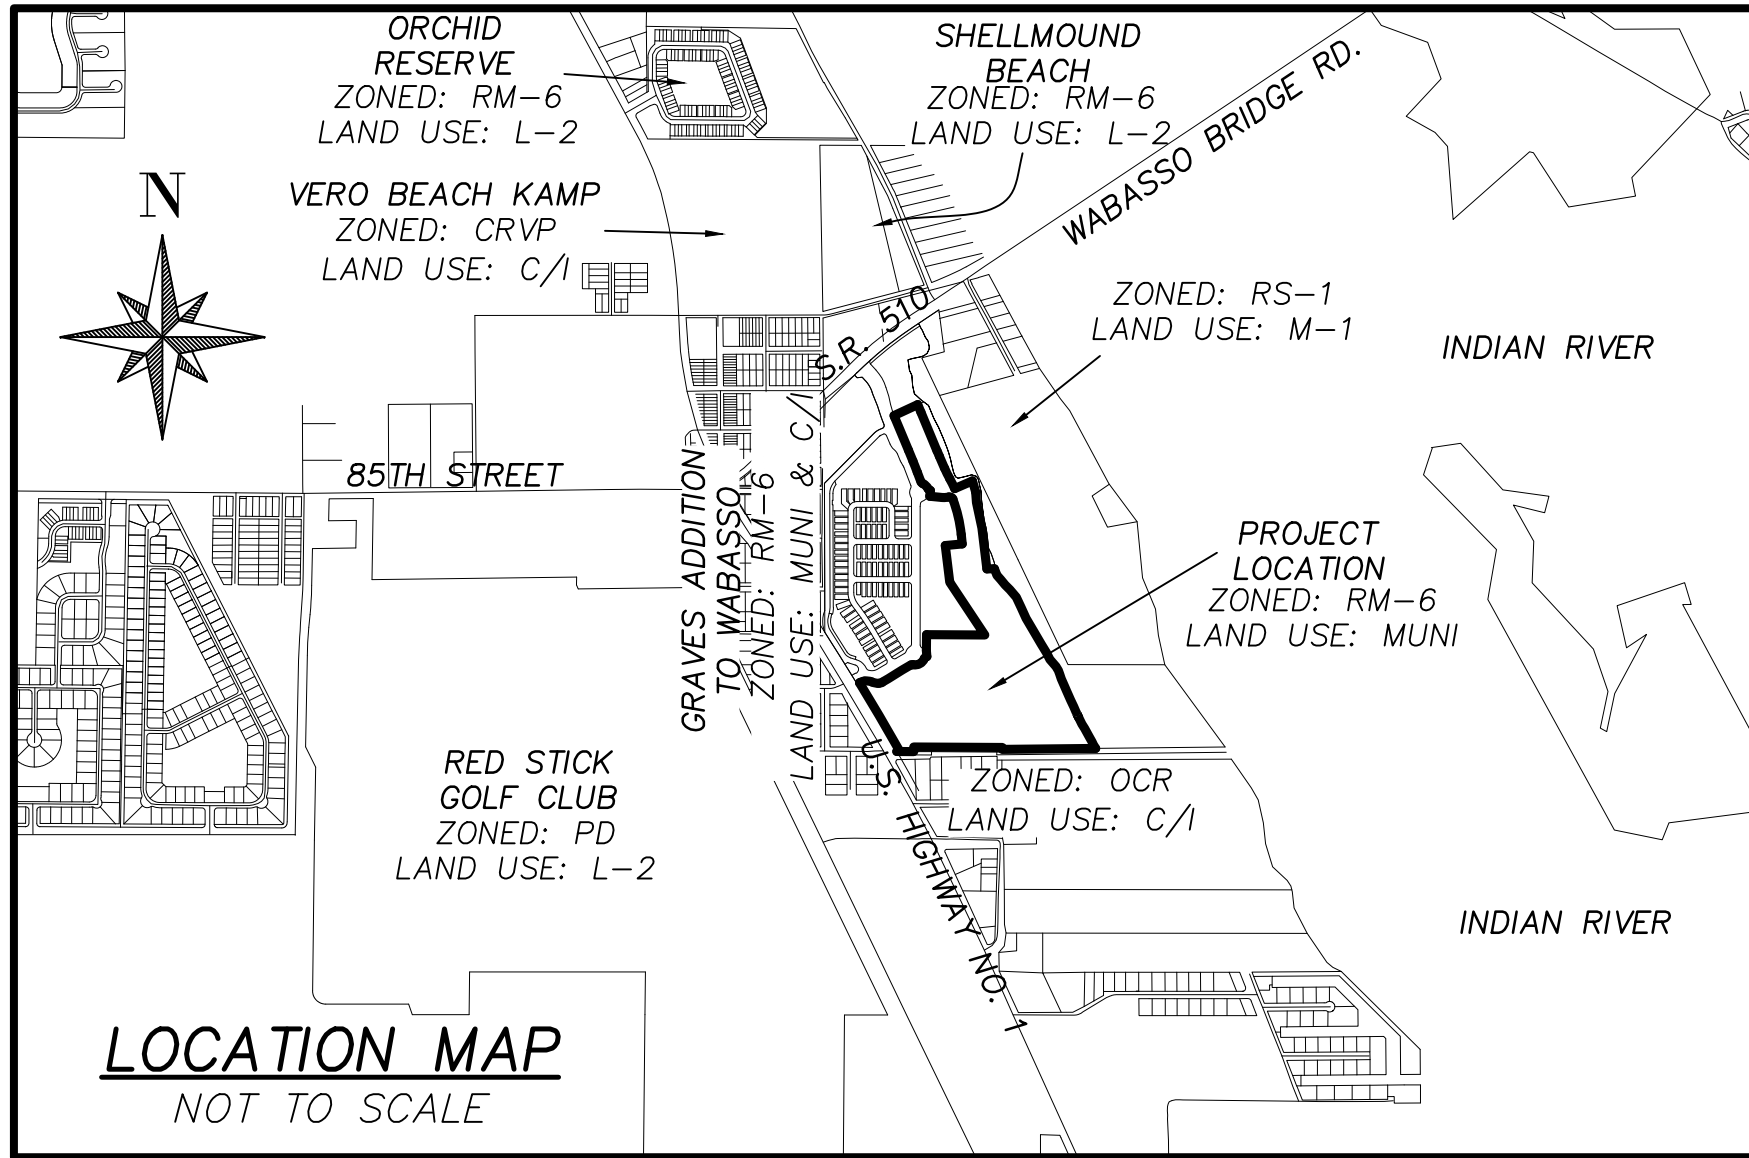 ORCHID
RESERVE
ZONED: RM-6
LAND USE: L-2
SHELLMOUND
BEACH
ZONED: RM-6
LAND USE: L-2
WABASSO BRIDGE RD.
N
VERO BEACH KAMP
ZONED: CRVP
LAND USE: C/I
S.R. 510
ZONED: RS-1
LAND USE: M-1
INDIAN RIVER
85TH STREET
GRAVES ADDITION
TO WABASSO
ZONED: RM-6
LAND USE: MUNI & C/I
PROJECT
LOCATION
ZONED: RM-6
LAND USE: MUNI
RED STICK
GOLF CLUB
ZONED: PD
LAND USE: L-2
U.S. HIGHWAY NO. 1
ZONED: OCR
LAND USE: C/I
INDIAN RIVER
LOCATION MAP
NOT TO SCALE